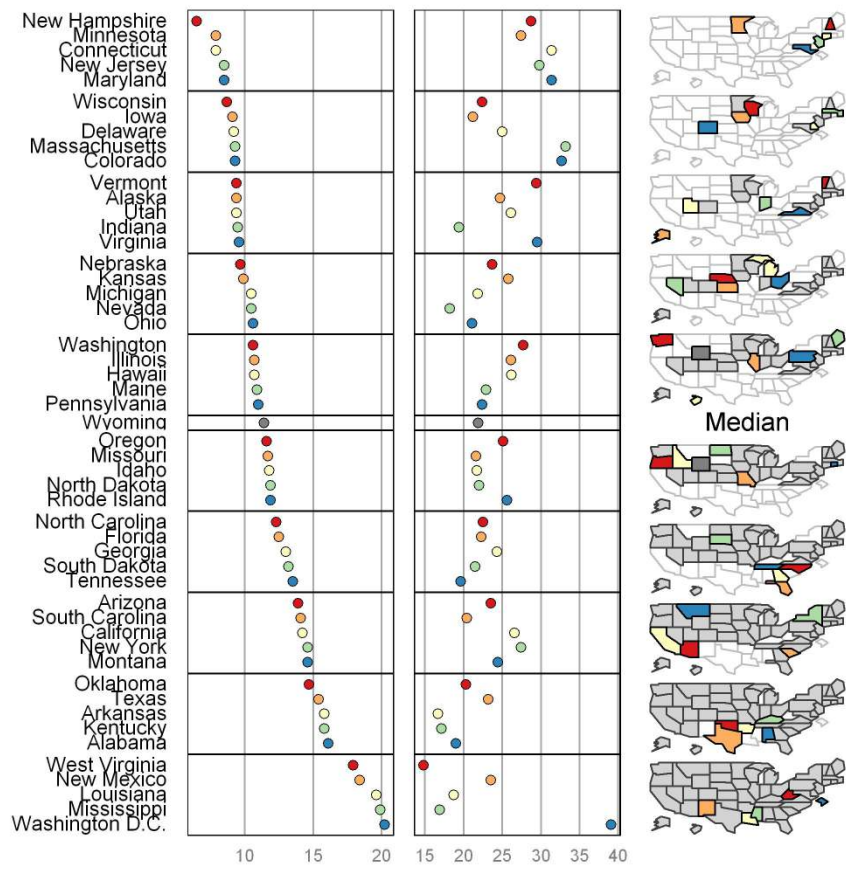 New Hampshire
Minnesota
Connecticut
New Jersey
Maryland
Wisconsin
Iowa
Delaware
Massachusetts
Colorado
Vermont
Alaska
Utah
Indiana
Virginia
Nebraska
Kansas
Michigan
Nevada
Ohio
Washington
Illinois
Hawaii
Maine
Pennsylvania
Wyoming
Median
Oregon
Missouri
Idaho
North Dakota
Rhode Island
North Carolina
Florida
Georgia
South Dakota
Tennessee
Arizona
South Carolina
California
New York
Montana
Oklahoma
Texas
Arkansas
Kentucky
Alabama
West Virginia
New Mexico
Louisiana
Mississippi
Washington D.C.
10 15 20 15 20 25 30 35 40